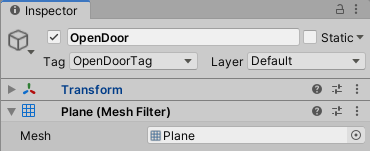 Inspector
OpenDoor Static
Tag OpenDoorTag Layer Default
Transform
Plane (Mesh Filter)
Mesh Plane